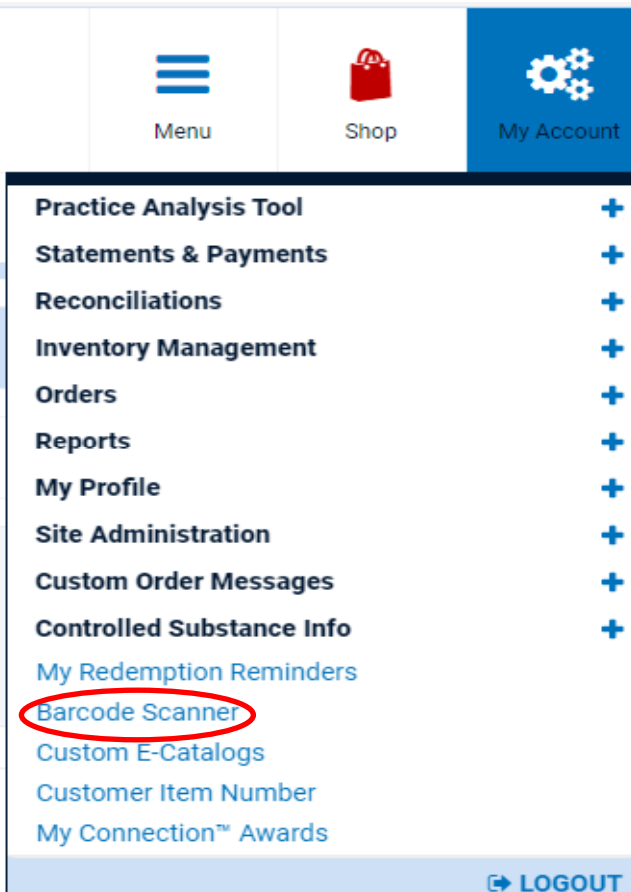 Menu
Shop
My Account
Practice Analysis Tool
Statements & Payments
Reconciliations
Inventory Management
Orders
Reports
My Profile
Site Administration
Custom Order Messages
Controlled Substance Info
My Redemption Reminders
Barcode Scanner
Custom E-Catalogs
Customer Item Number
My Connection™ Awards
LOGOUT